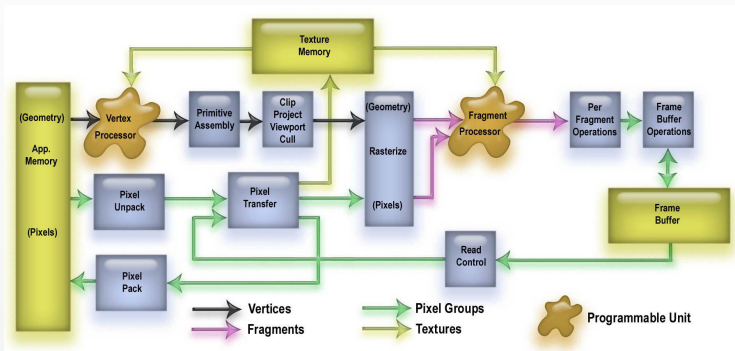 Texture
Memory
(Geometry)
App.
Memory
(Pixels)
Vertex
Processor
Primitive
Assembly
Clip
Project
Viewport
Cull
(Geometry)
Rasterize
(Pixels)
Fragment
Processor
Per
Fragment
Operations
Frame
Buffer
Operations
Pixel
Unpack
Pixel
Transfer
Frame
Buffer
Read
Control
Pixel
Pack
Vertices
Fragments
Pixel Groups
Textures
Programmable Unit